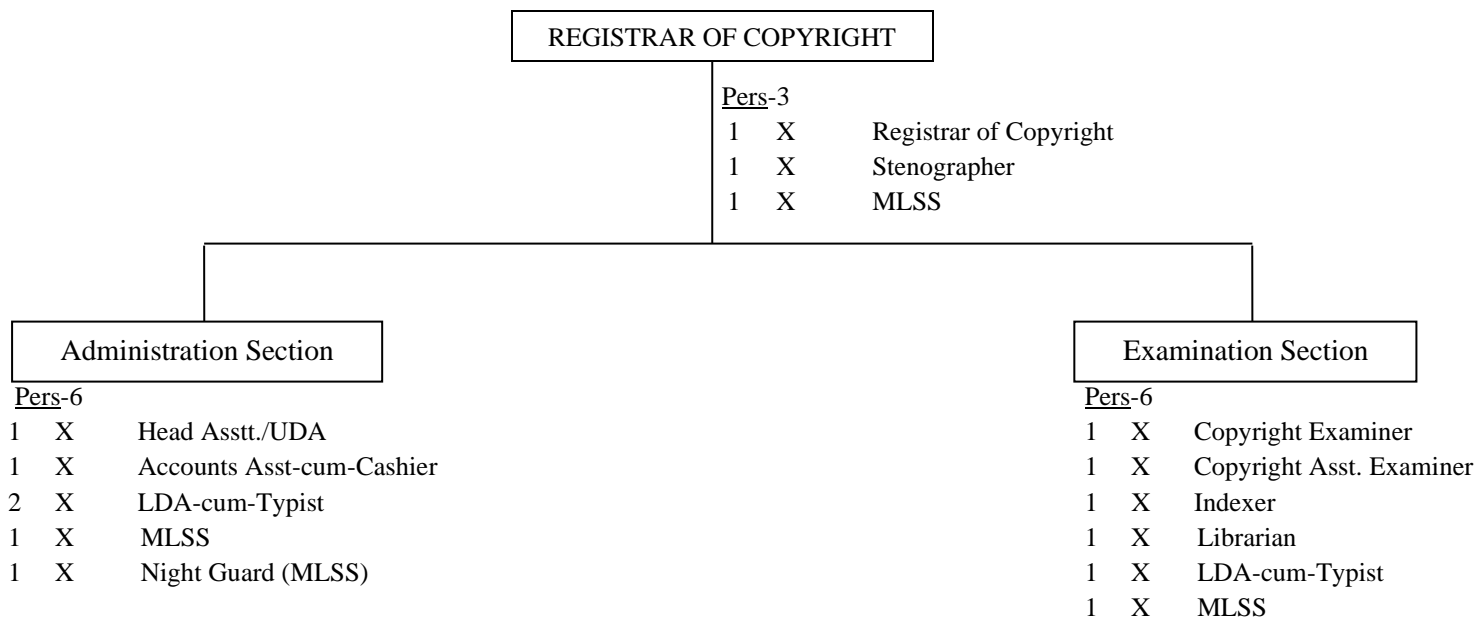 REGISTRAR OF COPYRIGHT
Pers-3
1 X Registrar of Copyright
1 X Stenographer
1 X MLSS
Administration Section
Pers-6
1 X Head Asstt./UDA
1 X Accounts Asst-cum-Cashier
2 X LDA-cum-Typist
1 X MLSS
1 X Night Guard (MLSS)
Examination Section
Pers-6
1 X Copyright Examiner
1 X Copyright Asst. Examiner
1 X Indexer
1 X Librarian
1 X LDA-cum-Typist
1 X MLSS